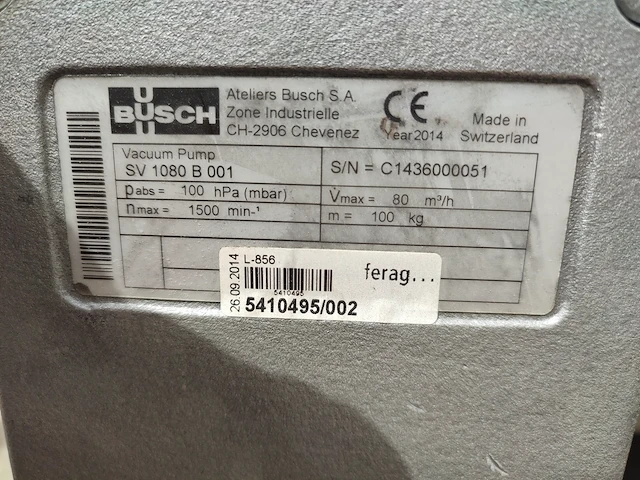 BUSCH
Ateliers Busch S.A.
Zone Industrielle
CH-2906 Chevenez
CE
Year 2014
Made in
Switzerland
Vacuum Pump
SV 1080 B 001
S/N = C1436000051
pabs = 100 hPa (mbar)
V̇max = 80 m³/h
nmax = 1500 min-¹
m = 100 kg
26.09.2014
L-856
5410495
5410495/002
ferag...